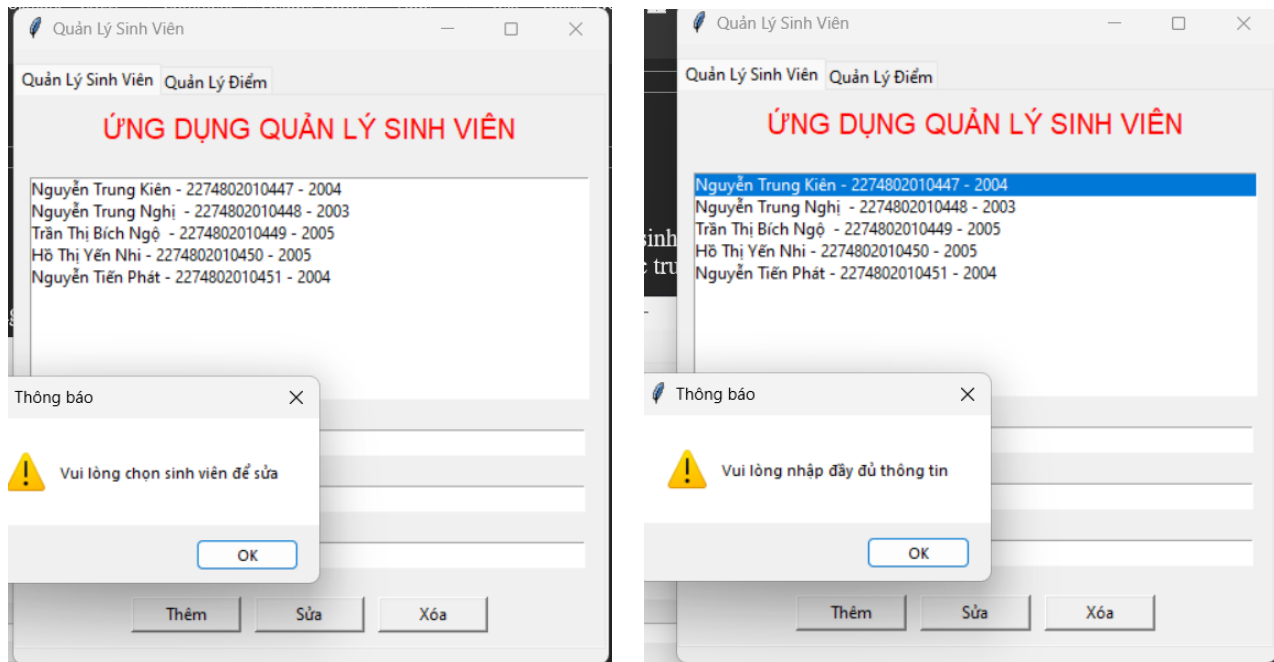 Quản Lý Sinh Viên
Quản Lý Sinh Viên Quản Lý Điểm
ỨNG DỤNG QUẢN LÝ SINH VIÊN
Nguyễn Trung Kiên - 2274802010447 - 2004
Nguyễn Trung Nghị - 2274802010448 - 2003
Trần Thị Bích Ngộ - 2274802010449 - 2005
Hồ Thị Yến Nhi - 2274802010450 - 2005
Nguyễn Tiến Phát - 2274802010451 - 2004
Thông báo
Vui lòng chọn sinh viên để sửa
OK
Thêm Sửa Xóa
Quản Lý Sinh Viên
Quản Lý Sinh Viên Quản Lý Điểm
ỨNG DỤNG QUẢN LÝ SINH VIÊN
Nguyễn Trung Kiên - 2274802010447 - 2004
Nguyễn Trung Nghị - 2274802010448 - 2003
sinh
Trần Thị Bích Ngộ - 2274802010449 - 2005
Hồ Thị Yến Nhi - 2274802010450 - 2005
Nguyễn Tiến Phát - 2274802010451 - 2004
Thông báo
Vui lòng nhập đầy đủ thông tin
OK
Thêm Sửa Xóa